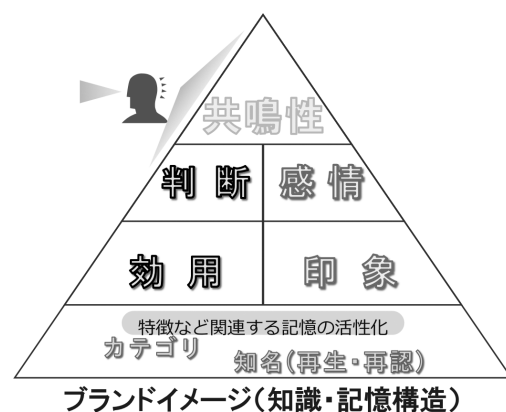 共鳴性
判断 感情
効用 印象
特徴など関連する記憶の活性化
カテゴリ
知名(再生・再認)
ブランドイメージ(知識・記憶構造)